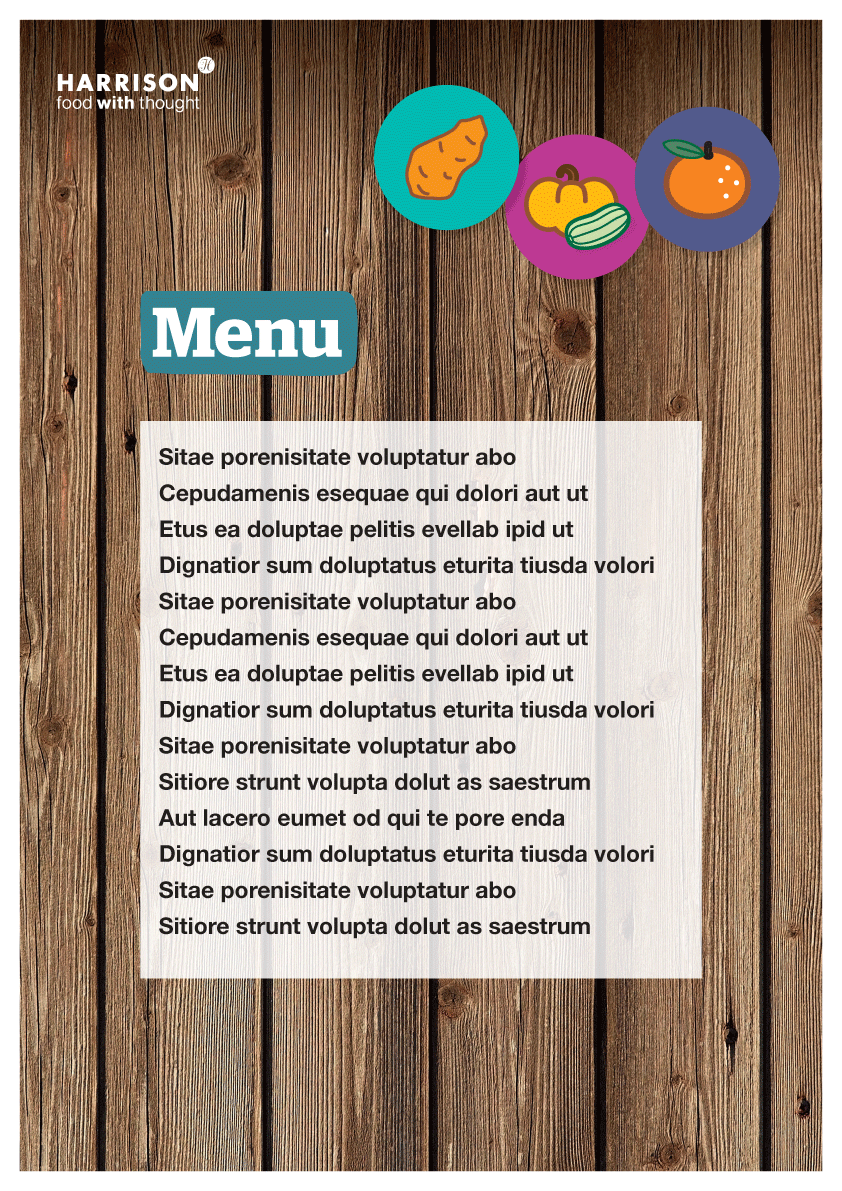 HARRISON
food with thought
Menu
Sitae porenisitate voluptatur abo
Cepudamenis esequae qui dolori aut ut
Etus ea doluptae pelitis evellab ipid ut
Dignatior sum doluptatus eturita tiusda volori
Sitae porenisitate voluptatur abo
Cepudamenis esequae qui dolori aut ut
Etus ea doluptae pelitis evellab ipid ut
Dignatior sum doluptatus eturita tiusda volori
Sitae porenisitate voluptatur abo
Sitiore strunt volupta dolut as saestrum
Aut lacero eumet od qui te pore enda
Dignatior sum doluptatus eturita tiusda volori
Sitae porenisitate voluptatur abo
Sitiore strunt volupta dolut as saestrum